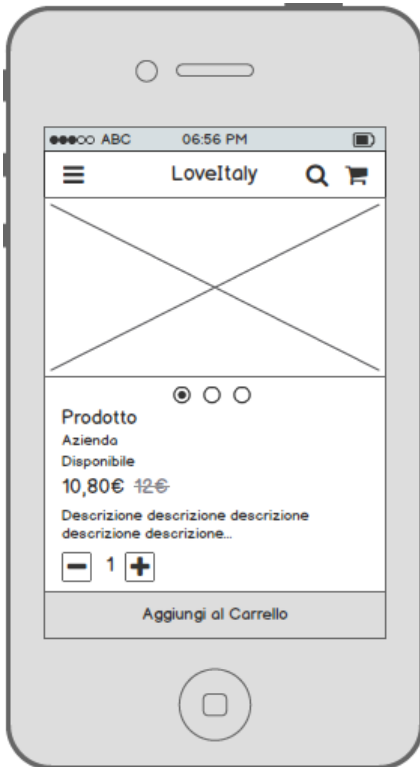 ABC 06:56 PM
LoveItaly
Prodotto
Azienda
Disponibile
10,80€ 12€
Descrizione descrizione descrizione
descrizione descrizione...
1
Aggiungi al Carrello